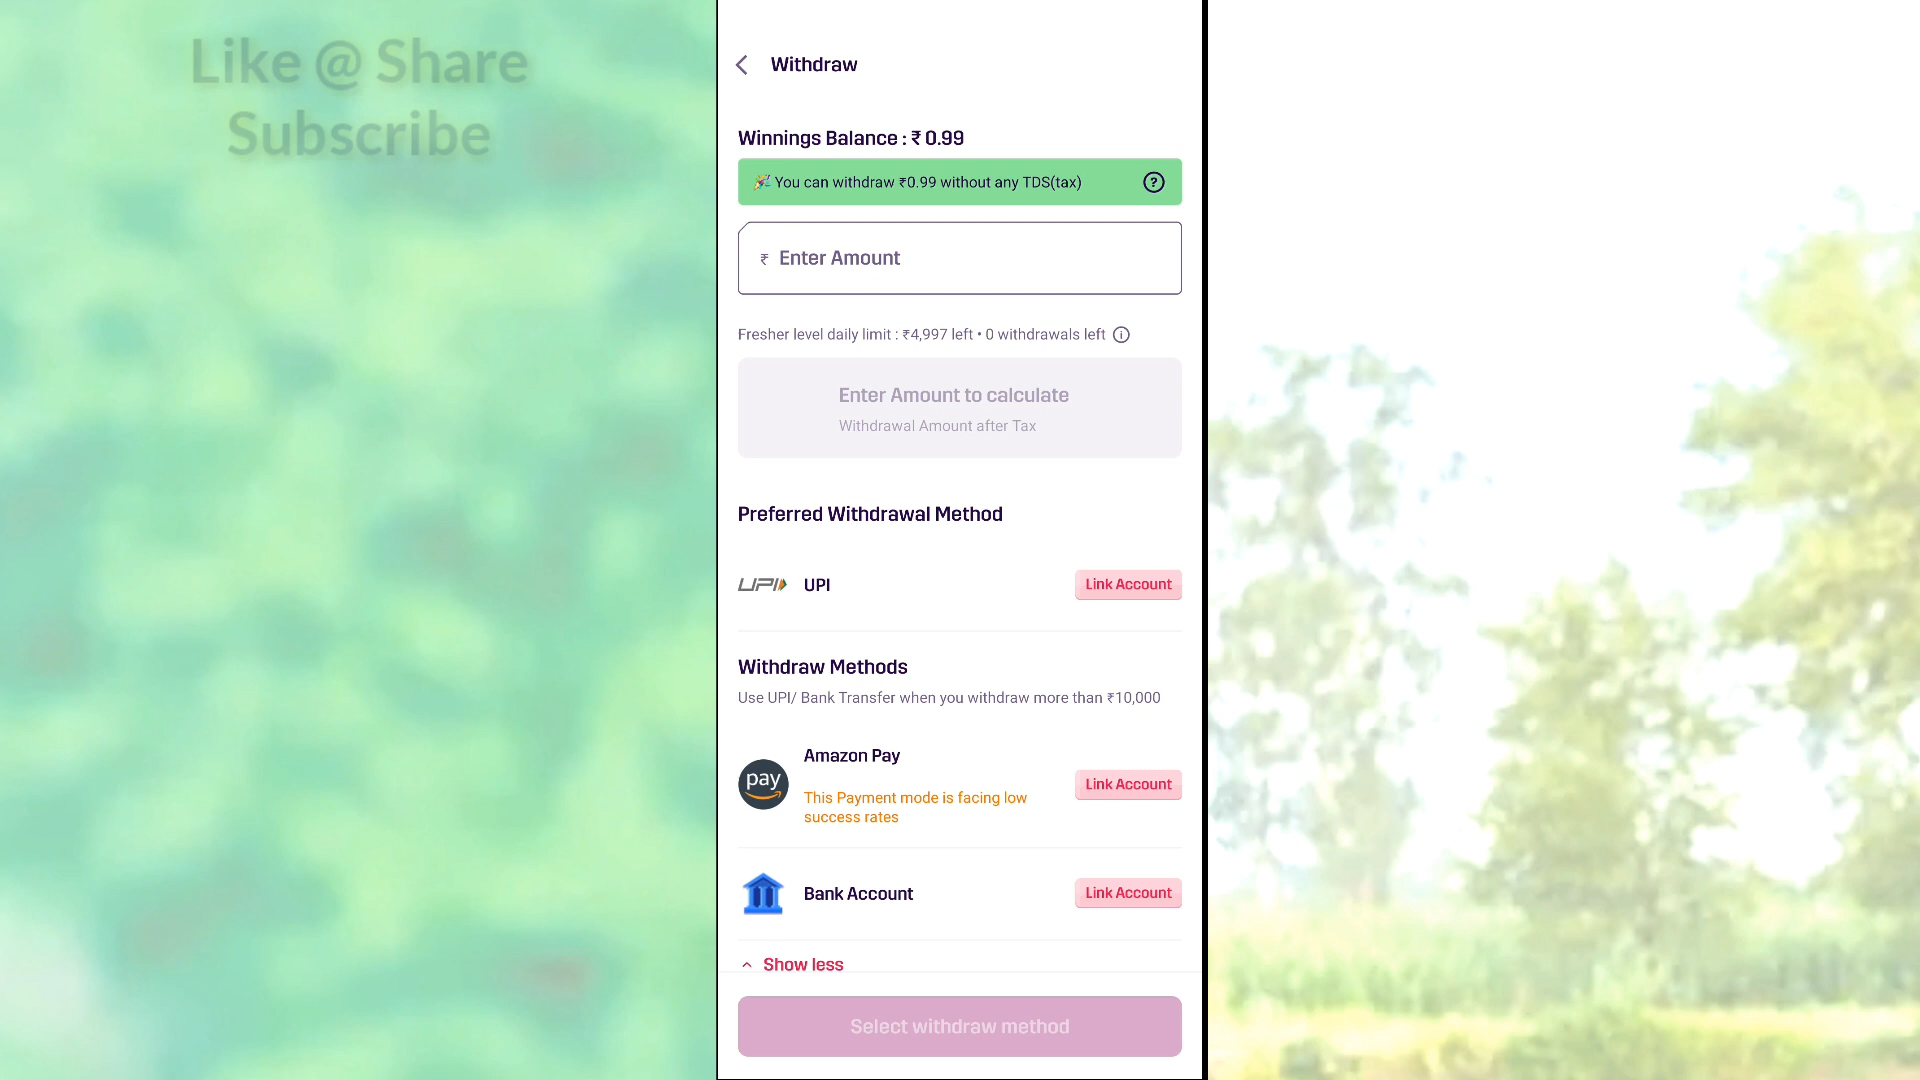 Like @ Share
Subscribe
Withdraw
Winnings Balance : ₹ 0.99
🎉 You can withdraw ₹0.99 without any TDS(tax) ?
₹ Enter Amount
Fresher level daily limit : ₹4,997 left • 0 withdrawals left i
Enter Amount to calculate
Withdrawal Amount after Tax
Preferred Withdrawal Method
UPI UPI Link Account
Withdraw Methods
Use UPI/ Bank Transfer when you withdraw more than ₹10,000
Amazon Pay
pay Link Account
This Payment mode is facing low
success rates
Bank Account Link Account
Show less
Select withdraw method